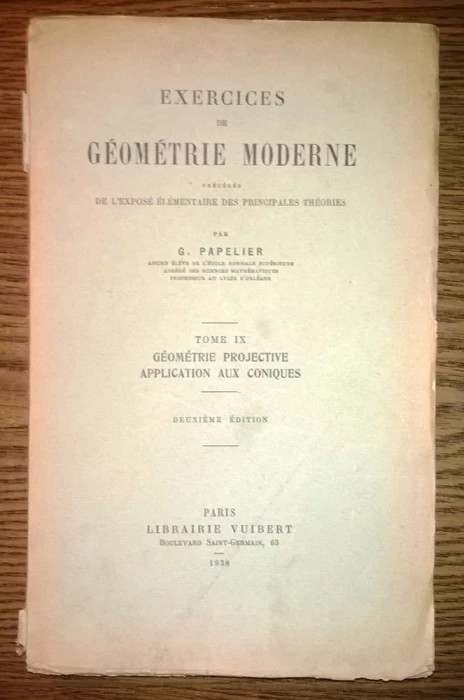 EXERCICES
DE
GÉOMÉTRIE MODERNE
PRÉCÉDÉS
DE L'EXPOSÉ ÉLÉMENTAIRE DES PRINCIPALES THÉORIES
PAR
G. PAPELIER
ANCIEN ÉLÈVE DE L'ÉCOLE NORMALE SUPÉRIEURE
AGRÉGÉ DES SCIENCES MATHÉMATIQUES
PROFESSEUR AU LYCÉE D'ORLÉANS
TOME IX
GÉOMÉTRIE PROJECTIVE
APPLICATION AUX CONIQUES
DEUXIÈME ÉDITION
PARIS
LIBRAIRIE VUIBERT
BOULEVARD SAINT-GERMAIN, 63
1938